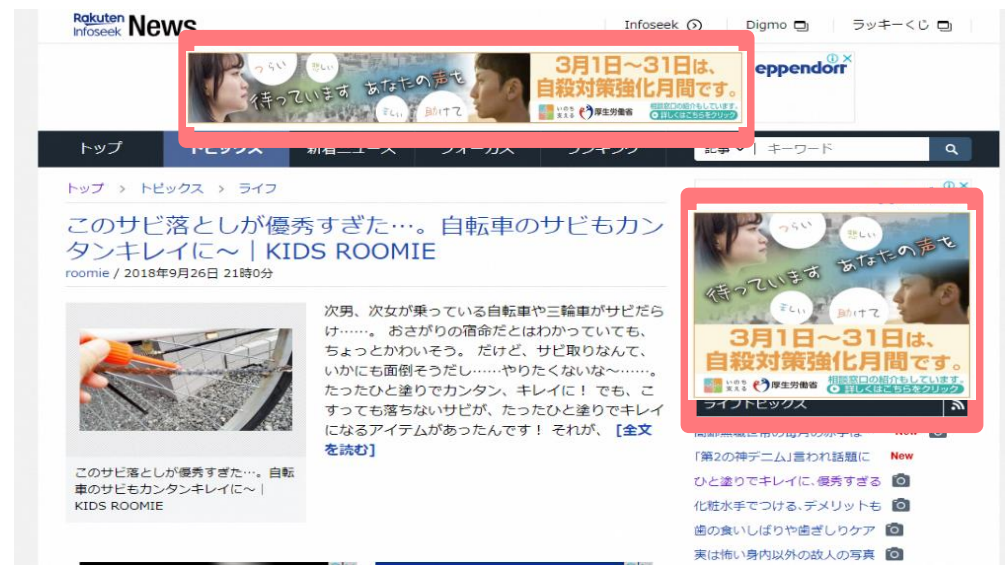 Rakuten
Infoseek News
Infoseek
Digmo
ラッキーくじ
つらい
悲しい
待っています あなたの声を
苦しい
助けて
3月1日～31日は、
自殺対策強化月間です。
いのち
支える
厚生労働省
相談窓口の紹介もしています。
詳しくはこちらをクリック
eppendorf
トップ
トピックス
新着ニュース
フォーカス
ランキング
記事
キーワード
トップ > トピックス > ライフ
このサビ落としが優秀すぎた…。自転車のサビもカン
タンキレイに～｜KIDS ROOMIE
roomie / 2018年9月26日 21時0分
次男、次女が乗っている自転車や三輪車がサビだら
け……。 おさがりの宿命だとはわかっていても、
ちょっとかわいそう。 だけど、サビ取りなんて、
いかにも面倒そうだし……やりたくないな～……。
たったひと塗りでカンタン、キレイに！ でも、こ
すっても落ちないサビが、たったひと塗りでキレイ
になるアイテムがあったんです！ それが、 [全文
を読む]
このサビ落としが優秀すぎた…。自転
車のサビもカンタンキレイに～｜
KIDS ROOMIE
つらい
悲しい
待っています あなたの声を
苦しい
助けて
3月1日～31日は、
自殺対策強化月間です。
いのち
支える
厚生労働省
相談窓口の紹介もしています。
詳しくはこちらをクリック
ライフトピックス
New
「第2の神デニム」言われ話題に New
ひと塗りでキレイに、優秀すぎる
化粧水手でつける、デメリットも
歯の食いしばりや歯ぎしりケア
実は怖い身内以外の故人の写真